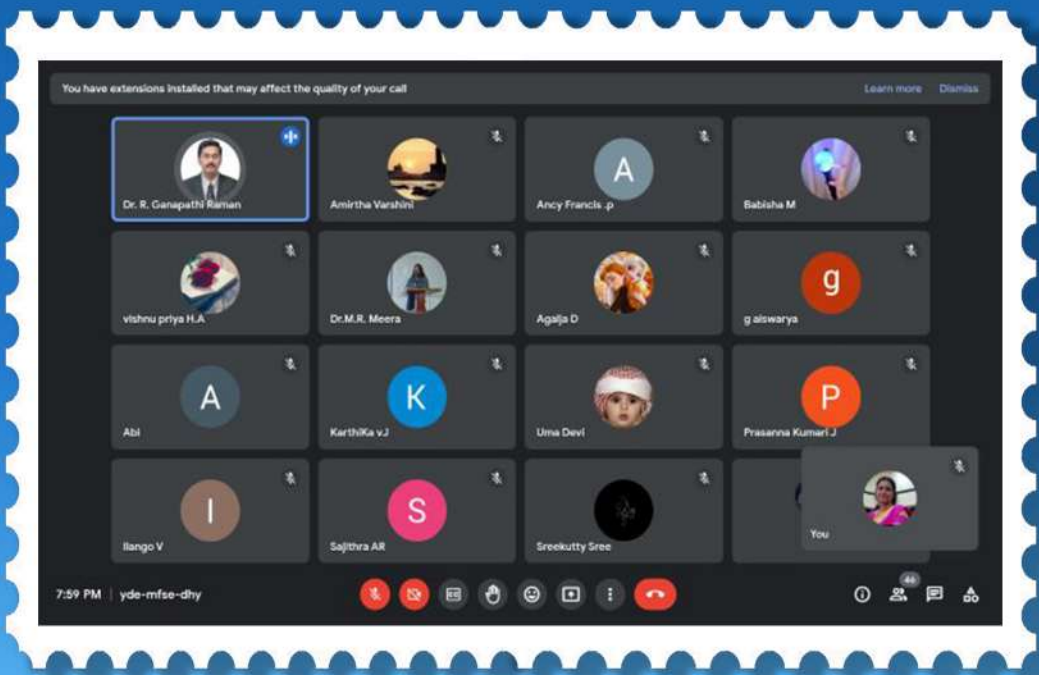 You have extensions installed that may affect the quality of your call Learn more Dismiss
Dr. R. Ganapathi Raman Amirtha Varshini A Ancy Francis .p Babisha M
vishnu priya H.A Dr.M.R. Meera Agalja D g g aiswarya
A Abi K Karthika v.J Uma Devi P Prasanna Kumari J
I Ilango V S Sajithra AR Sreekutty Sree You
7:59 PM | yde-mfse-dhy 46